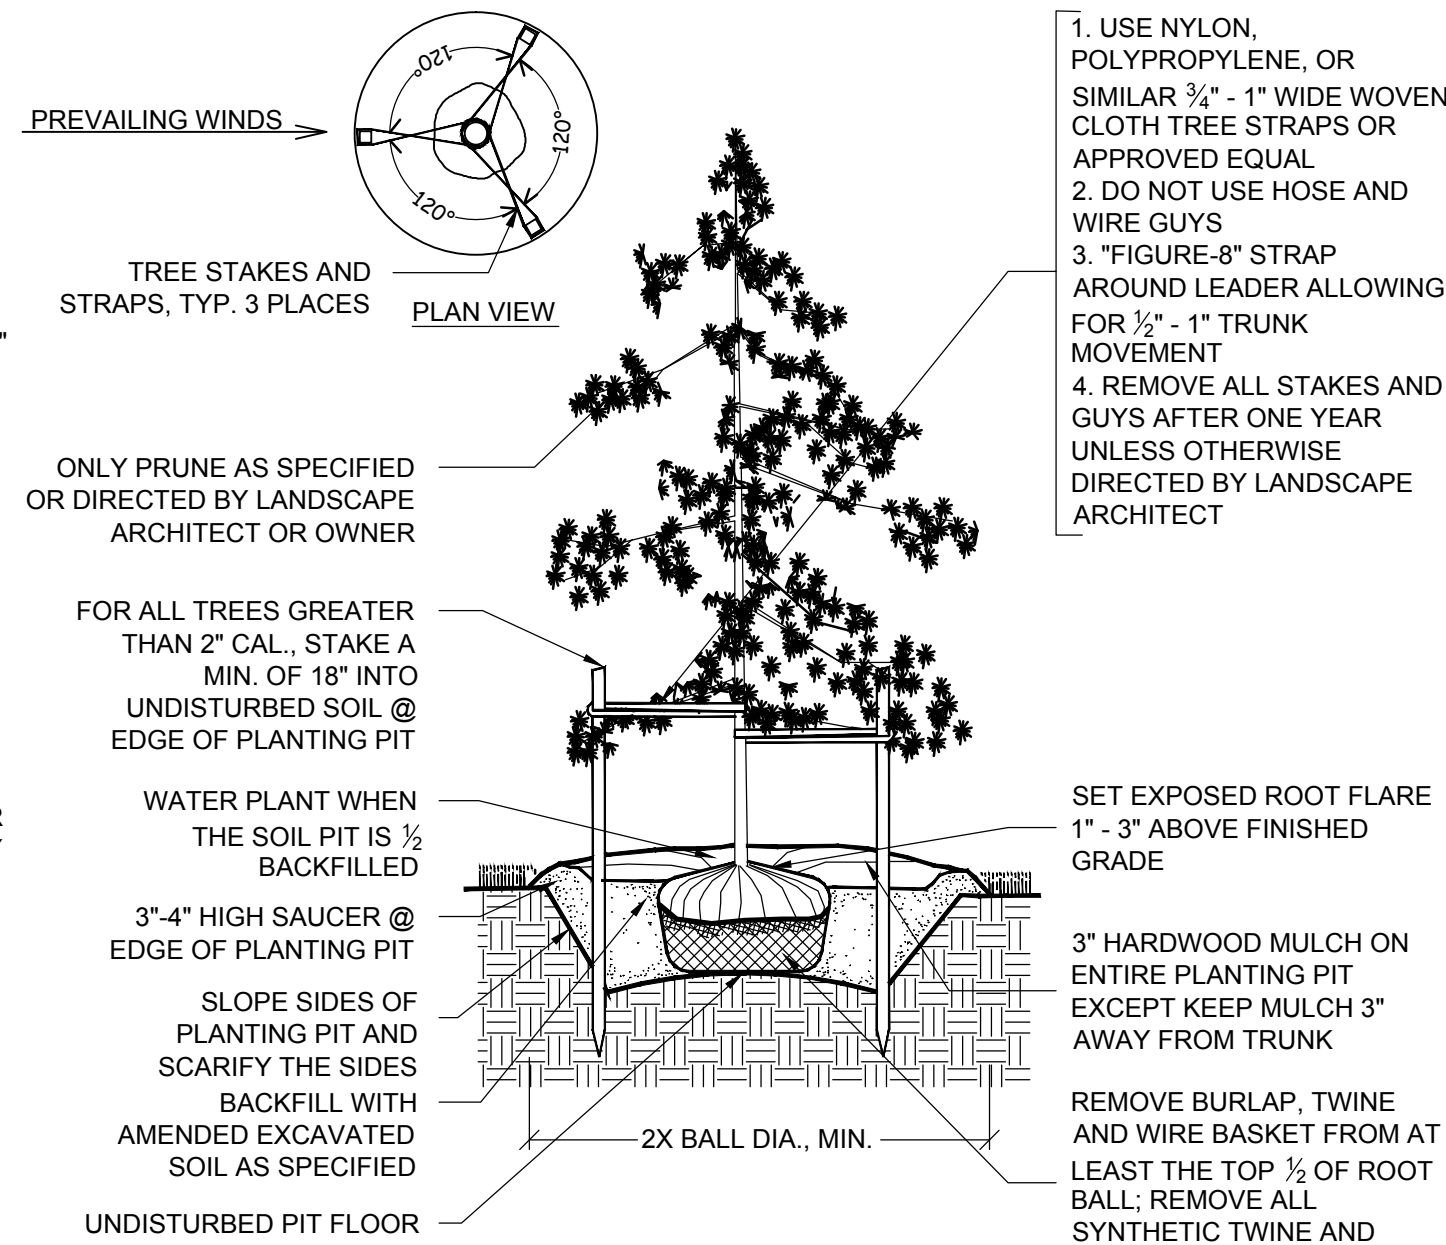 PREVAILING WINDS
120°
120°
120°
TREE STAKES AND
STRAPS, TYP. 3 PLACES
PLAN VIEW
"
ONLY PRUNE AS SPECIFIED
OR DIRECTED BY LANDSCAPE
ARCHITECT OR OWNER
FOR ALL TREES GREATER
THAN 2" CAL., STAKE A
MIN. OF 18" INTO
UNDISTURBED SOIL @
EDGE OF PLANTING PIT
WATER PLANT WHEN
THE SOIL PIT IS ½
BACKFILLED
3"-4" HIGH SAUCER @
EDGE OF PLANTING PIT
SLOPE SIDES OF
PLANTING PIT AND
SCARIFY THE SIDES
BACKFILL WITH
AMENDED EXCAVATED
SOIL AS SPECIFIED
UNDISTURBED PIT FLOOR
2X BALL DIA., MIN.
1. USE NYLON,
POLYPROPYLENE, OR
SIMILAR ¾" - 1" WIDE WOVEN
CLOTH TREE STRAPS OR
APPROVED EQUAL
2. DO NOT USE HOSE AND
WIRE GUYS
3. "FIGURE-8" STRAP
AROUND LEADER ALLOWING
FOR ½" - 1" TRUNK
MOVEMENT
4. REMOVE ALL STAKES AND
GUYS AFTER ONE YEAR
UNLESS OTHERWISE
DIRECTED BY LANDSCAPE
ARCHITECT
SET EXPOSED ROOT FLARE
1" - 3" ABOVE FINISHED
GRADE
3" HARDWOOD MULCH ON
ENTIRE PLANTING PIT
EXCEPT KEEP MULCH 3"
AWAY FROM TRUNK
REMOVE BURLAP, TWINE
AND WIRE BASKET FROM AT
LEAST THE TOP ½ OF ROOT
BALL; REMOVE ALL
SYNTHETIC TWINE AND